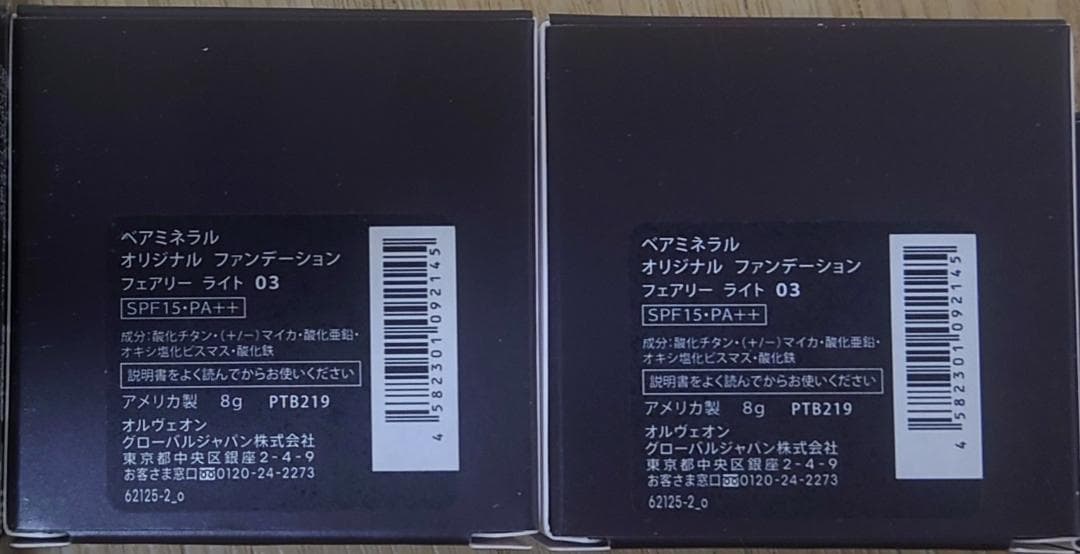 ベアミネラル
オリジナル ファンデーション
フェアリー ライト 03
SPF15・PA++
成分:酸化チタン・(+/−)マイカ・酸化亜鉛・
オキシ塩化ビスマス・酸化鉄
説明書をよく読んでからお使いください
アメリカ製 8g PTB219
オルヴェオン
グローバルジャパン株式会社
東京都中央区銀座2-4-9
お客さま窓口 0120-24-2273
62125-2_o
4 582301 092145
ベアミネラル
オリジナル ファンデーション
フェアリー ライト 03
SPF15・PA++
成分:酸化チタン・(+/−)マイカ・酸化亜鉛・
オキシ塩化ビスマス・酸化鉄
説明書をよく読んでからお使いください
アメリカ製 8g PTB219
オルヴェオン
グローバルジャパン株式会社
東京都中央区銀座2-4-9
お客さま窓口 0120-24-2273
62125-2_o
4 582301 092145